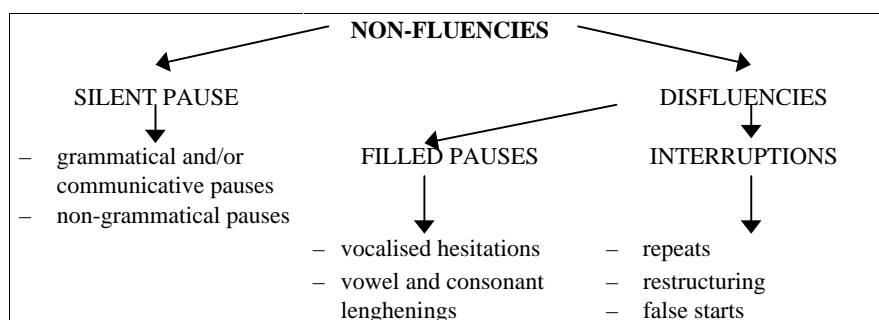 NON-FLUENCIES
SILENT PAUSE
DISFLUENCIES
– grammatical and/or
communicative pauses
– non-grammatical pauses
FILLED PAUSES
INTERRUPTIONS
– vocalised hesitations
– vowel and consonant
lenghenings
– repeats
– restructuring
– false starts